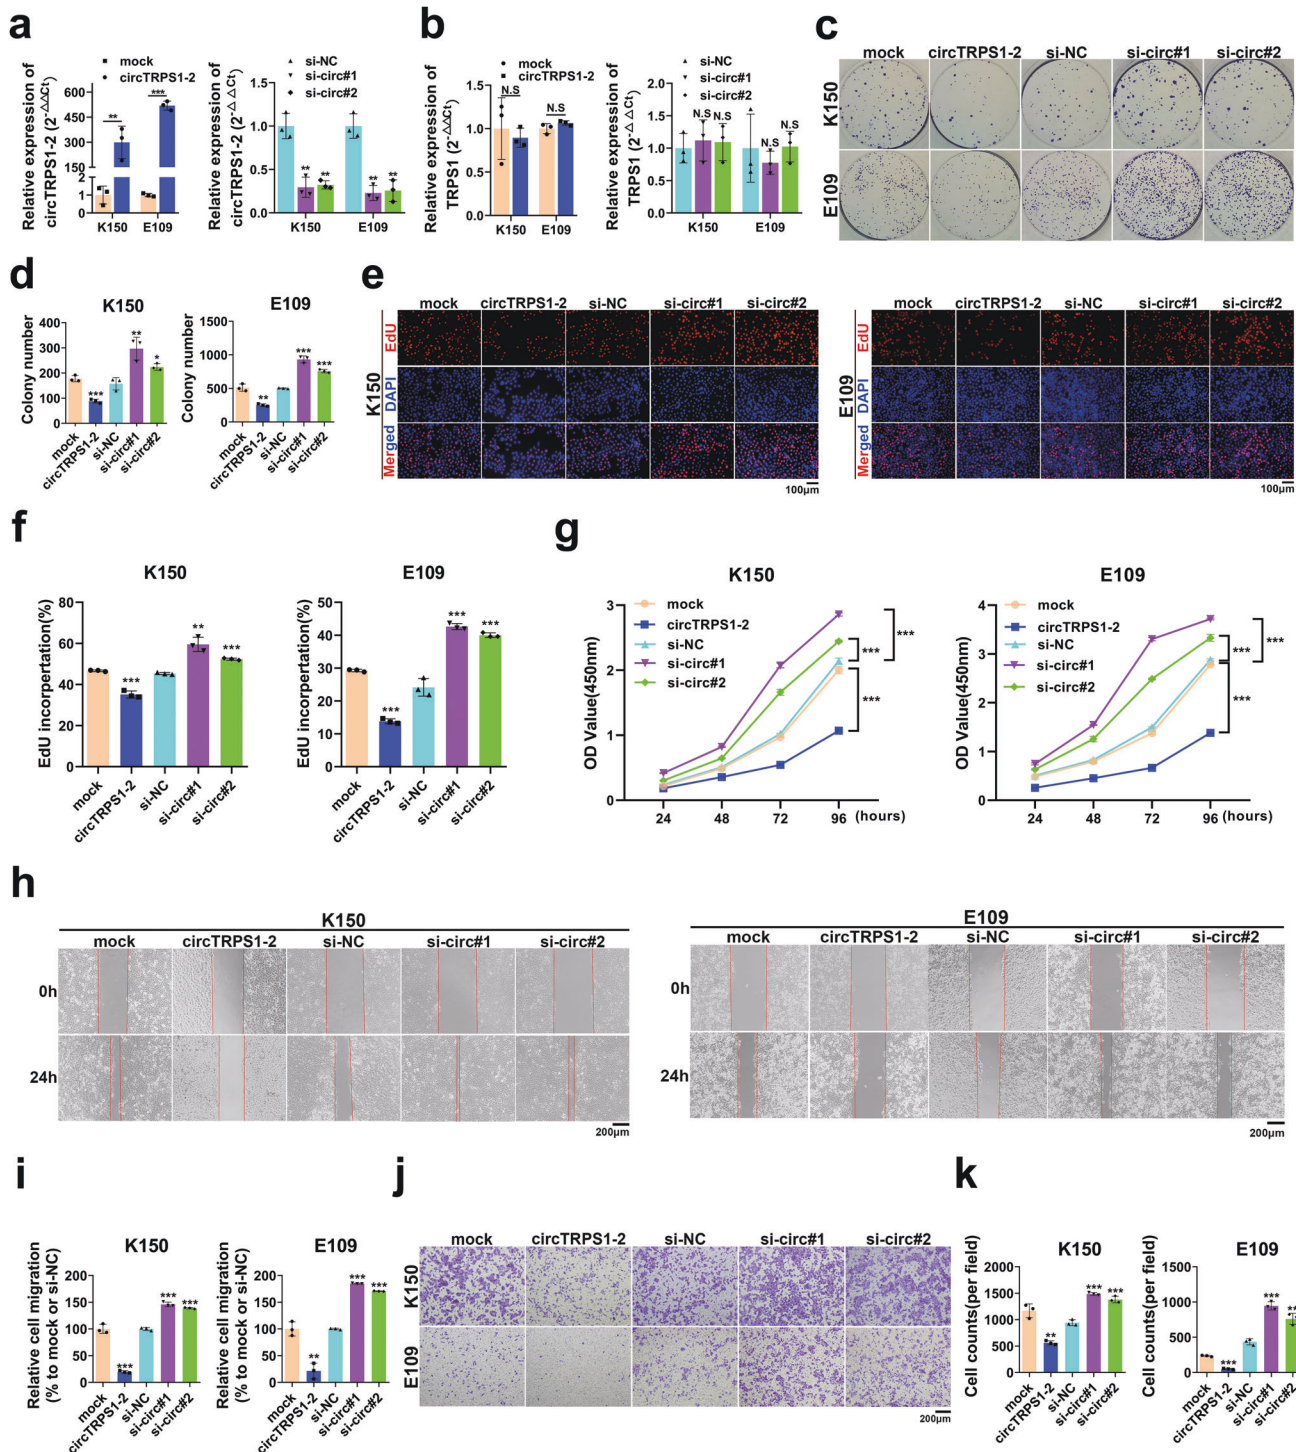 a
mock
circTRPS1-2
Relative expression of
circTRPS1-2 (2^-△△Ct)
600
450
300
150
2
1
0
**
***
K150
E109
si-NC
si-circ#1
si-circ#2
Relative expression of
circTRPS1-2 (2^-△△Ct)
1.5
1.0
0.5
0.0
** **
** **
K150
E109
b
mock
circTRPS1-2
Relative expression of
TRPS1 (2^-△△Ct)
1.5
1.0
0.5
0.0
N.S
N.S
K150
E109
si-NC
si-circ#1
si-circ#2
Relative expression of
TRPS1 (2^-△△Ct)
2.0
1.5
1.0
0.5
0.0
N.S N.S
N.S N.S
K150
E109
c
mock circTRPS1-2 si-NC si-circ#1 si-circ#2
K150
E109
d
K150
Colony number
400
300
200
100
0
***
**
*
mock
circTRPS1-2
si-NC
si-circ#1
si-circ#2
E109
Colony number
1500
1000
500
0
**
***
***
mock
circTRPS1-2
si-NC
si-circ#1
si-circ#2
e
mock circTRPS1-2 si-NC si-circ#1 si-circ#2
K150
EdU
DAPI
Merged
100μm
mock circTRPS1-2 si-NC si-circ#1 si-circ#2
E109
EdU
DAPI
Merged
100μm
f
K150
EdU incorpertation(%)
80
60
40
20
0
***
**
***
mock
circTRPS1-2
si-NC
si-circ#1
si-circ#2
E109
EdU incorpertation(%)
50
40
30
20
10
0
***
***
***
mock
circTRPS1-2
si-NC
si-circ#1
si-circ#2
g
K150
mock
circTRPS1-2
si-NC
si-circ#1
si-circ#2
OD Value(450nm)
3
2
1
0
***
***
***
24 48 72 96 (hours)
E109
mock
circTRPS1-2
si-NC
si-circ#1
si-circ#2
OD Value(450nm)
4
3
2
1
0
***
***
***
24 48 72 96 (hours)
h
K150
mock circTRPS1-2 si-NC si-circ#1 si-circ#2
0h
24h
200μm
E109
mock circTRPS1-2 si-NC si-circ#1 si-circ#2
0h
24h
200μm
i
K150
Relative cell migration
(% to mock or si-NC)
200
150
100
50
0
***
***
***
mock
circTRPS1-2
si-NC
si-circ#1
si-circ#2
E109
Relative cell migration
(% to mock or si-NC)
200
150
100
50
0
**
***
***
mock
circTRPS1-2
si-NC
si-circ#1
si-circ#2
j
mock circTRPS1-2 si-NC si-circ#1 si-circ#2
K150
E109
200μm
k
K150
Cell counts(per field)
2000
1500
1000
500
0
**
***
***
mock
circTRPS1-2
si-NC
si-circ#1
si-circ#2
E109
Cell counts(per field)
1500
1000
500
0
***
***
**
mock
circTRPS1-2
si-NC
si-circ#1
si-circ#2